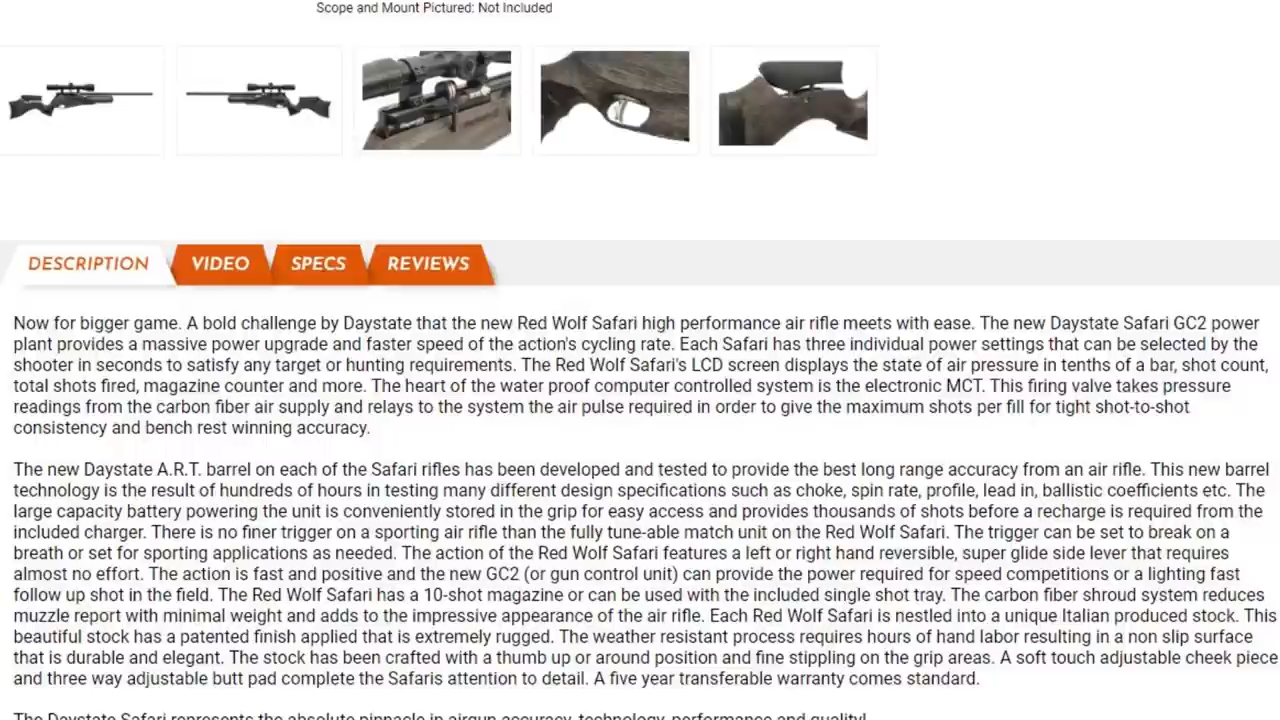 Scope and Mount Pictured: Not Included
DESCRIPTION
VIDEO
SPECS
REVIEWS
Now for bigger game. A bold challenge by Daystate that the new Red Wolf Safari high performance air rifle meets with ease. The new Daystate Safari GC2 power
plant provides a massive power upgrade and faster speed of the action's cycling rate. Each Safari has three individual power settings that can be selected by the
shooter in seconds to satisfy any target or hunting requirements. The Red Wolf Safari's LCD screen displays the state of air pressure in tenths of a bar, shot count,
total shots fired, magazine counter and more. The heart of the water proof computer controlled system is the electronic MCT. This firing valve takes pressure
readings from the carbon fiber air supply and relays to the system the air pulse required in order to give the maximum shots per fill for tight shot-to-shot
consistency and bench rest winning accuracy.
The new Daystate A.R.T. barrel on each of the Safari rifles has been developed and tested to provide the best long range accuracy from an air rifle. This new barrel
technology is the result of hundreds of hours in testing many different design specifications such as choke, spin rate, profile, lead in, ballistic coefficients etc. The
large capacity battery powering the unit is conveniently stored in the grip for easy access and provides thousands of shots before a recharge is required from the
included charger. There is no finer trigger on a sporting air rifle than the fully tune-able match unit on the Red Wolf Safari. The trigger can be set to break on a
breath or set for sporting applications as needed. The action of the Red Wolf Safari features a left or right hand reversible, super glide side lever that requires
almost no effort. The action is fast and positive and the new GC2 (or gun control unit) can provide the power required for speed competitions or a lighting fast
follow up shot in the field. The Red Wolf Safari has a 10-shot magazine or can be used with the included single shot tray. The carbon fiber shroud system reduces
muzzle report with minimal weight and adds to the impressive appearance of the air rifle. Each Red Wolf Safari is nestled into a unique Italian produced stock. This
beautiful stock has a patented finish applied that is extremely rugged. The weather resistant process requires hours of hand labor resulting in a non slip surface
that is durable and elegant. The stock has been crafted with a thumb up or around position and fine stippling on the grip areas. A soft touch adjustable cheek piece
and three way adjustable butt pad complete the Safaris attention to detail. A five year transferable warranty comes standard.
The Daystate Safari represents the absolute pinnacle in airgun accuracy, technology, performance and quality!